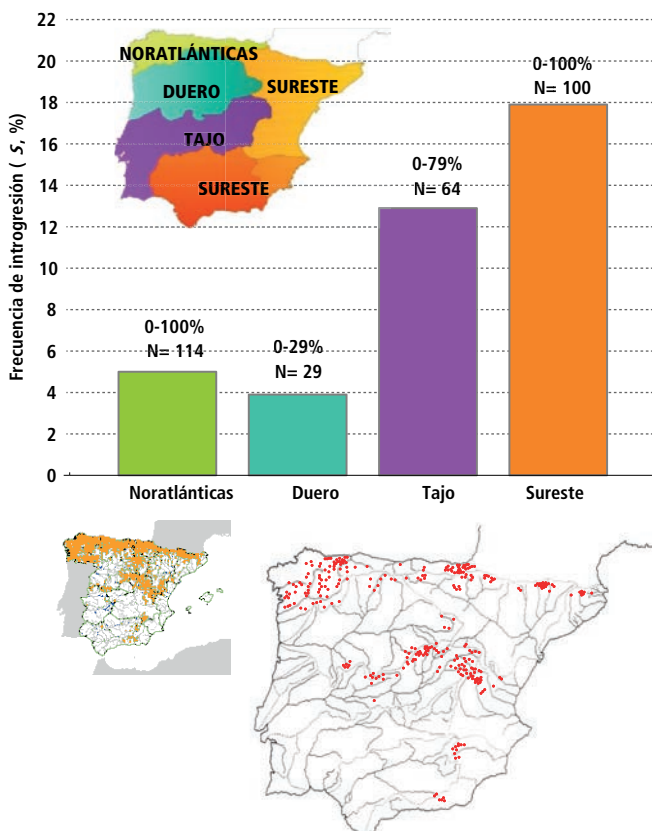 Frecuencia de introgresión ( S, %)
22
20
18
16
14
12
10
8
6
4
2
0
NORATLÁNTICAS
DUERO
SURESTE
TAJO
SURESTE
0-100%
N= 114
0-29%
N= 29
0-79%
N= 64
0-100%
N= 100
Noratlánticas
Duero
Tajo
Sureste